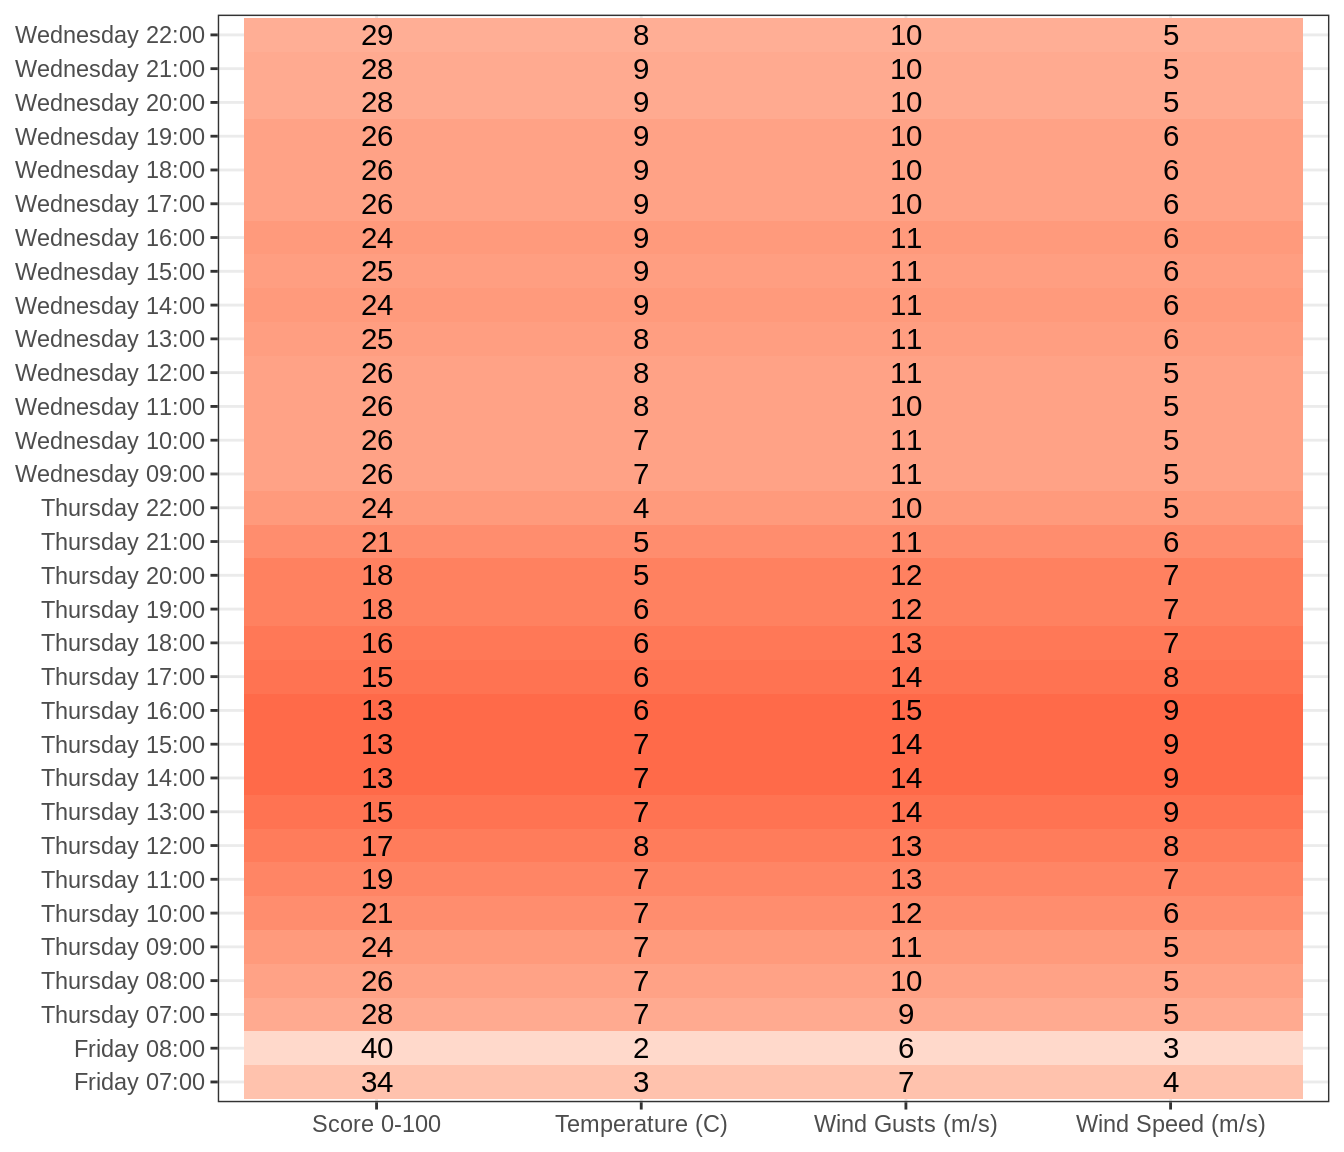 Wednesday 22:00 29 8 10 5
Wednesday 21:00 28 9 10 5
Wednesday 20:00 28 9 10 5
Wednesday 19:00 26 9 10 6
Wednesday 18:00 26 9 10 6
Wednesday 17:00 26 9 10 6
Wednesday 16:00 24 9 11 6
Wednesday 15:00 25 9 11 6
Wednesday 14:00 24 9 11 6
Wednesday 13:00 25 8 11 6
Wednesday 12:00 26 8 11 5
Wednesday 11:00 26 8 10 5
Wednesday 10:00 26 7 11 5
Wednesday 09:00 26 7 11 5
Thursday 22:00 24 4 10 5
Thursday 21:00 21 5 11 6
Thursday 20:00 18 5 12 7
Thursday 19:00 18 6 12 7
Thursday 18:00 16 6 13 7
Thursday 17:00 15 6 14 8
Thursday 16:00 13 6 15 9
Thursday 15:00 13 7 14 9
Thursday 14:00 13 7 14 9
Thursday 13:00 15 7 14 9
Thursday 12:00 17 8 13 8
Thursday 11:00 19 7 13 7
Thursday 10:00 21 7 12 6
Thursday 09:00 24 7 11 5
Thursday 08:00 26 7 10 5
Thursday 07:00 28 7 9 5
Friday 08:00 40 2 6 3
Friday 07:00 34 3 7 4
Score 0-100 Temperature (C) Wind Gusts (m/s) Wind Speed (m/s)